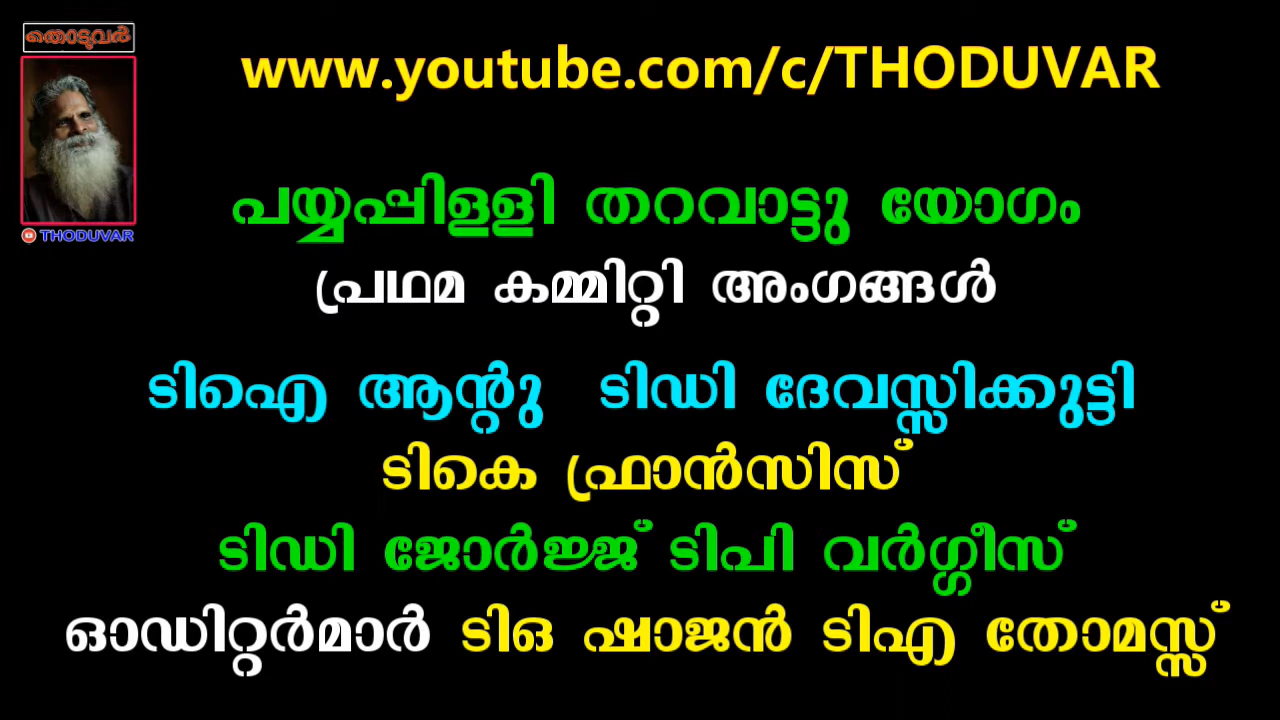 തൊടുവർ
www.youtube.com/c/THODUVAR
THODUVAR
പയ്യപ്പിള്ളി തറവാട്ടു യോഗം
പ്രഥമ കമ്മിറ്റി അംഗങ്ങൾ
ടിഐ ആന്റു ടിഡി ദേവസ്സിക്കുട്ടി
ടികെ ഫ്രാൻസിസ്
ടിഡി ജോർജ്ജ് ടിപി വർഗ്ഗീസ്
ഓഡിറ്റർമാർ ടിഒ ഷാജൻ ടിഎ തോമസ്സ്